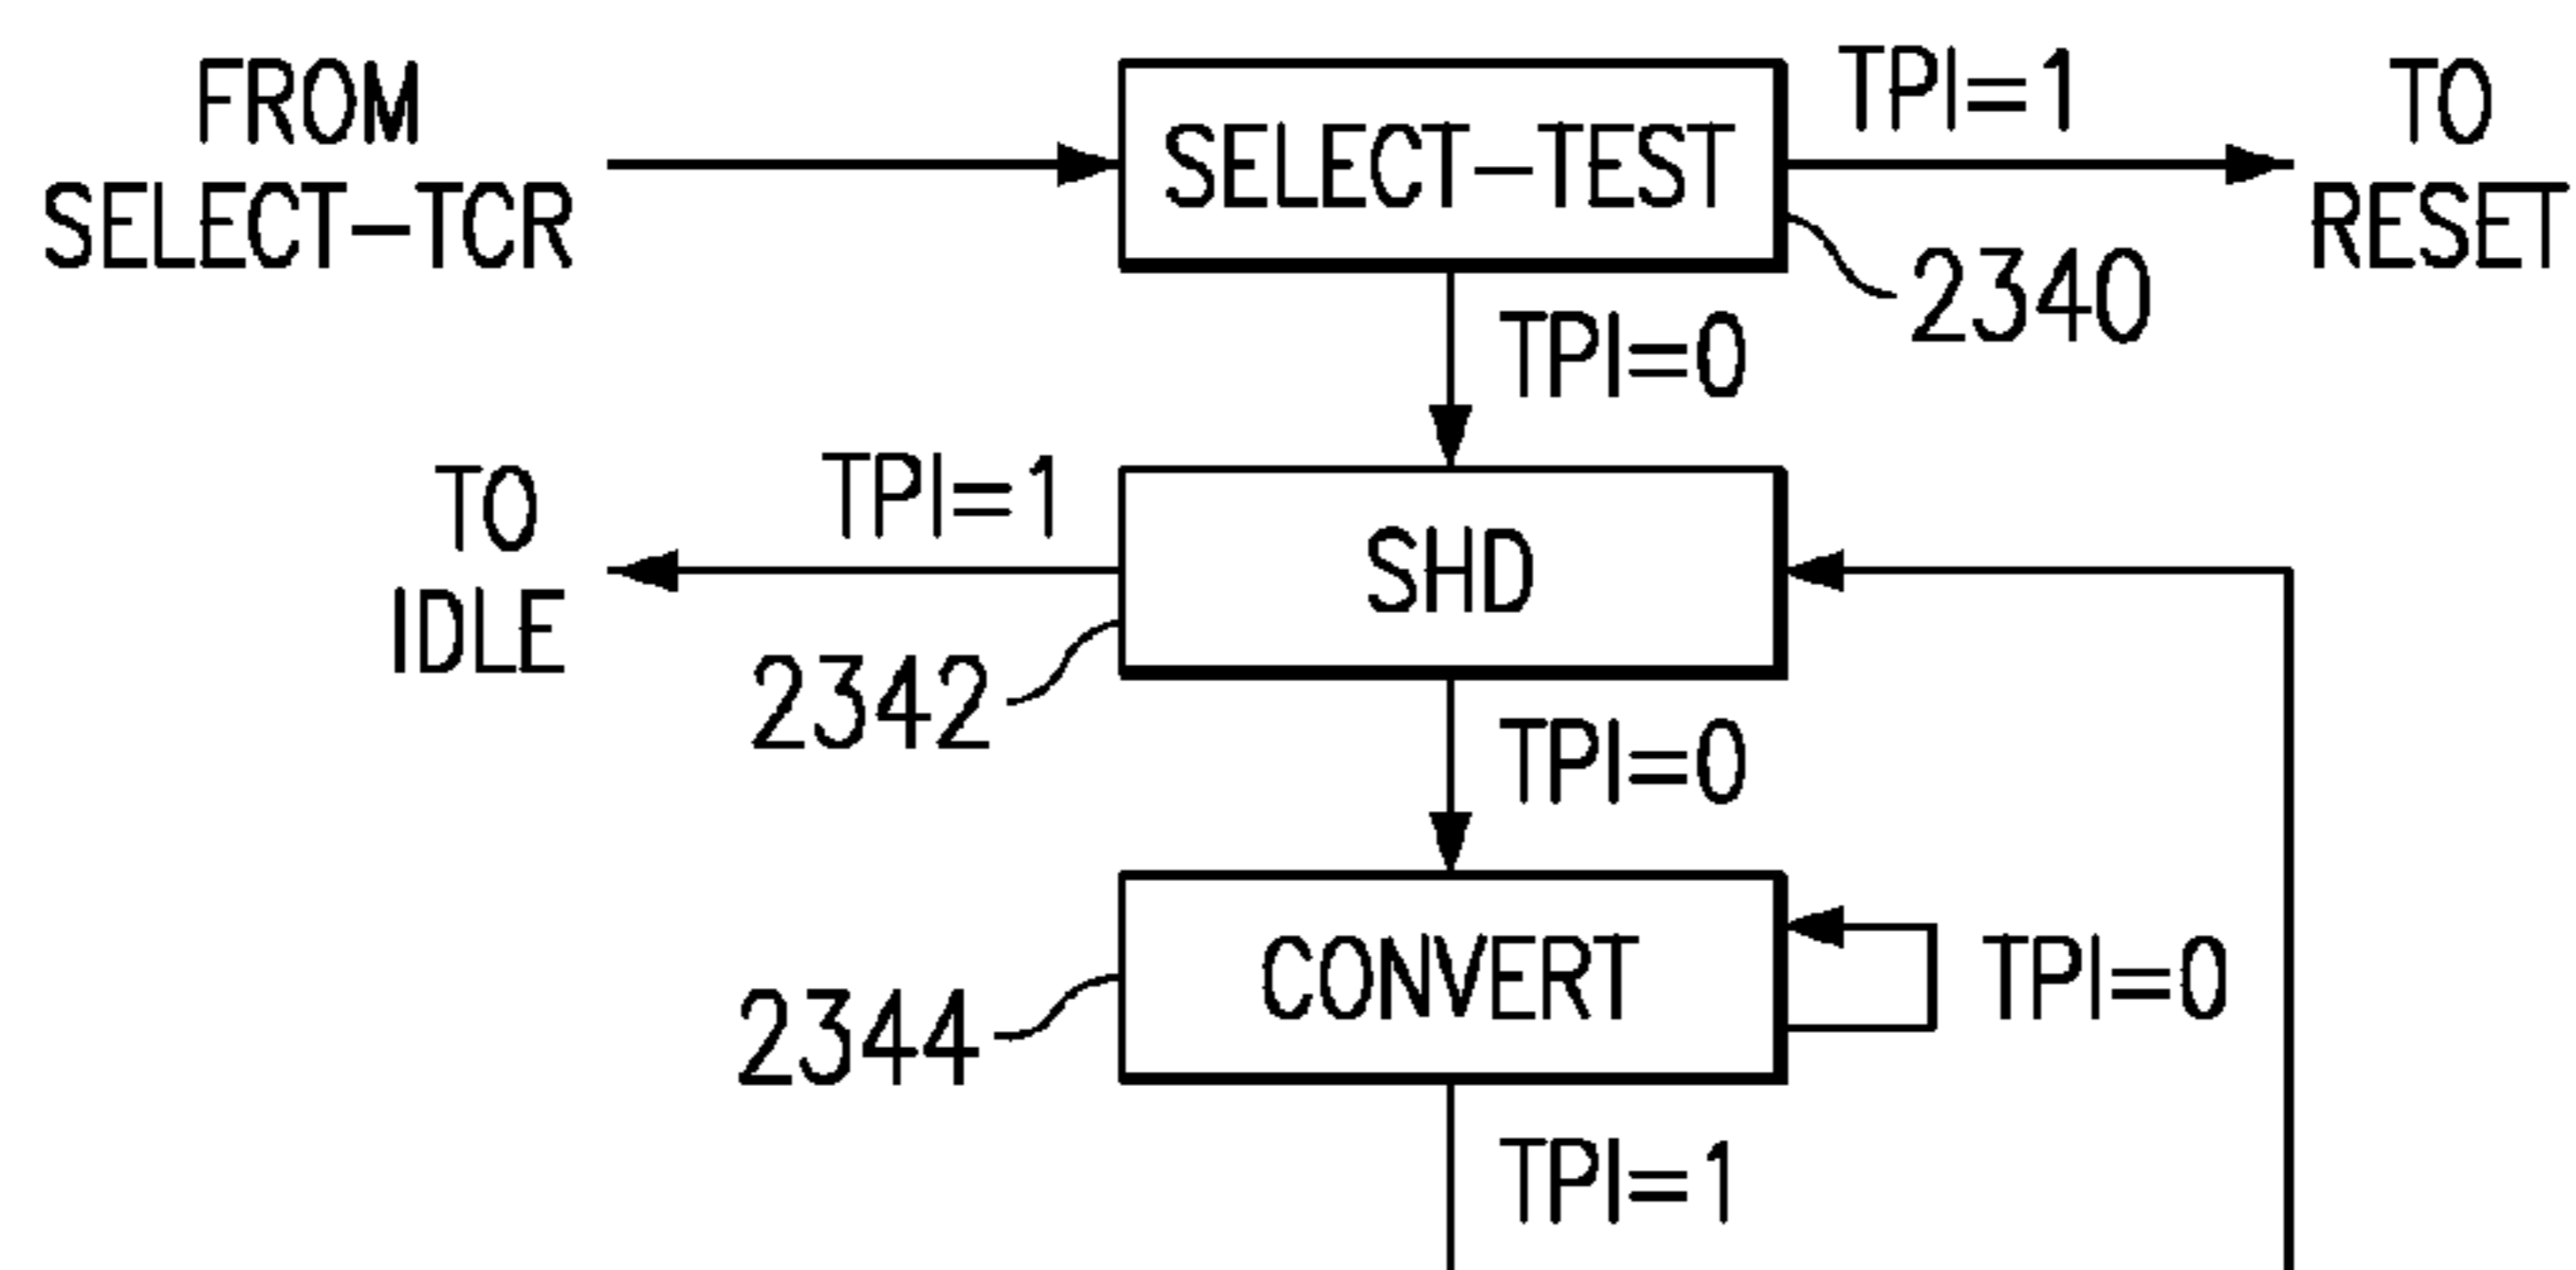 FROM
SELECT-TCR
SELECT-TEST
TPI=1
TO
RESET
2340
TPI=0
TO
IDLE
TPI=1
SHD
2342
TPI=0
CONVERT
TPI=0
2344
TPI=1